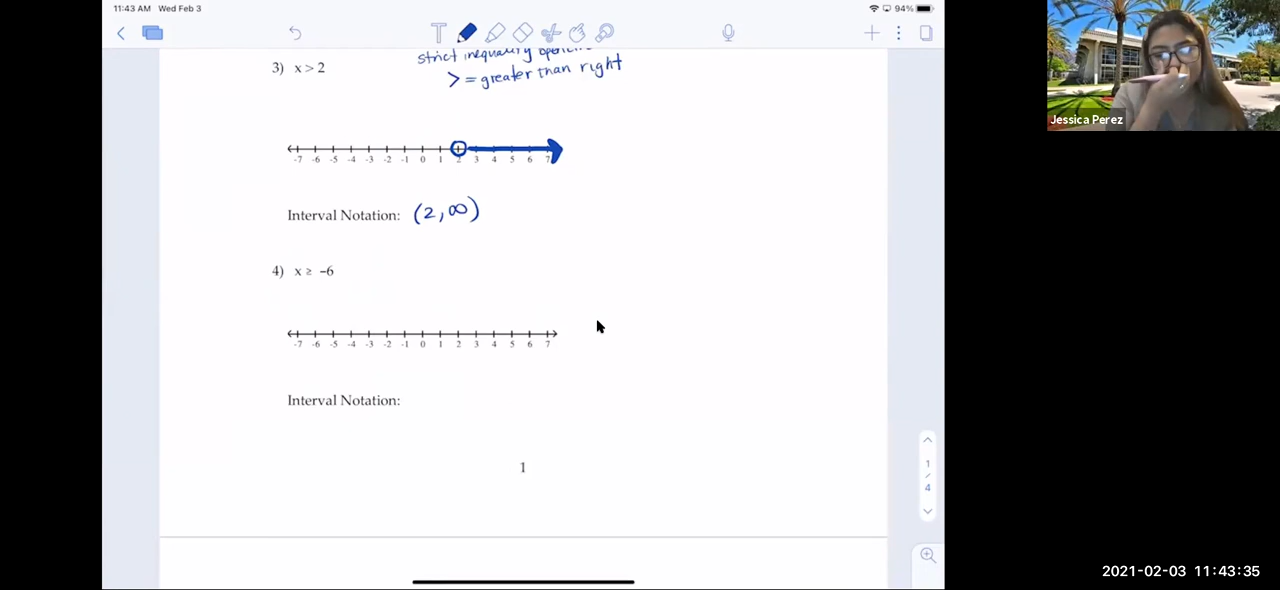 11:43 AM Wed Feb 3
94%
strict inequality
3) x > 2
> = greater than right
-7 -6 -5 -4 -3 -2 -1 0 1 2 3 4 5 6 7
Interval Notation: (2, ∞)
4) x ≥ -6
-7 -6 -5 -4 -3 -2 -1 0 1 2 3 4 5 6 7
Interval Notation:
1
1
/
4
Jessica Perez
2021-02-03 11:43:35